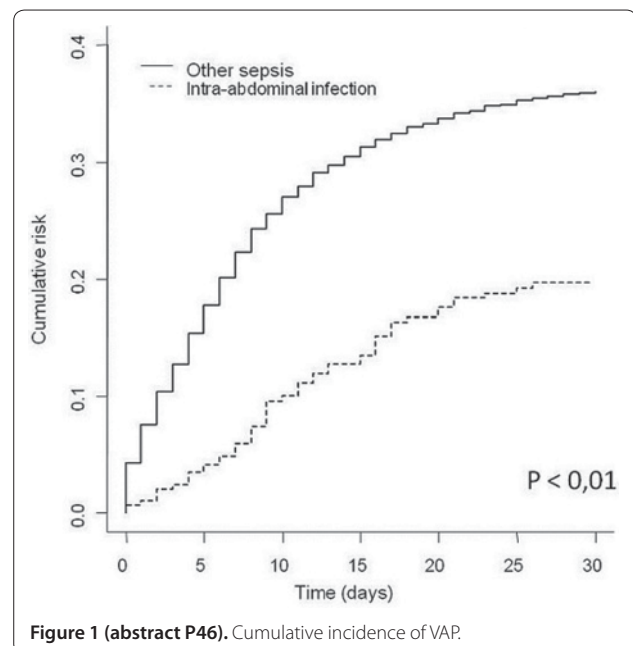 Other sepsis
Intra-abdominal infection
0.4
0.3
0.2
0.1
0.0
Cumulative risk
P < 0,01
0 5 10 15 20 25 30
Time (days)
Figure 1 (abstract P46). Cumulative incidence of VAP.